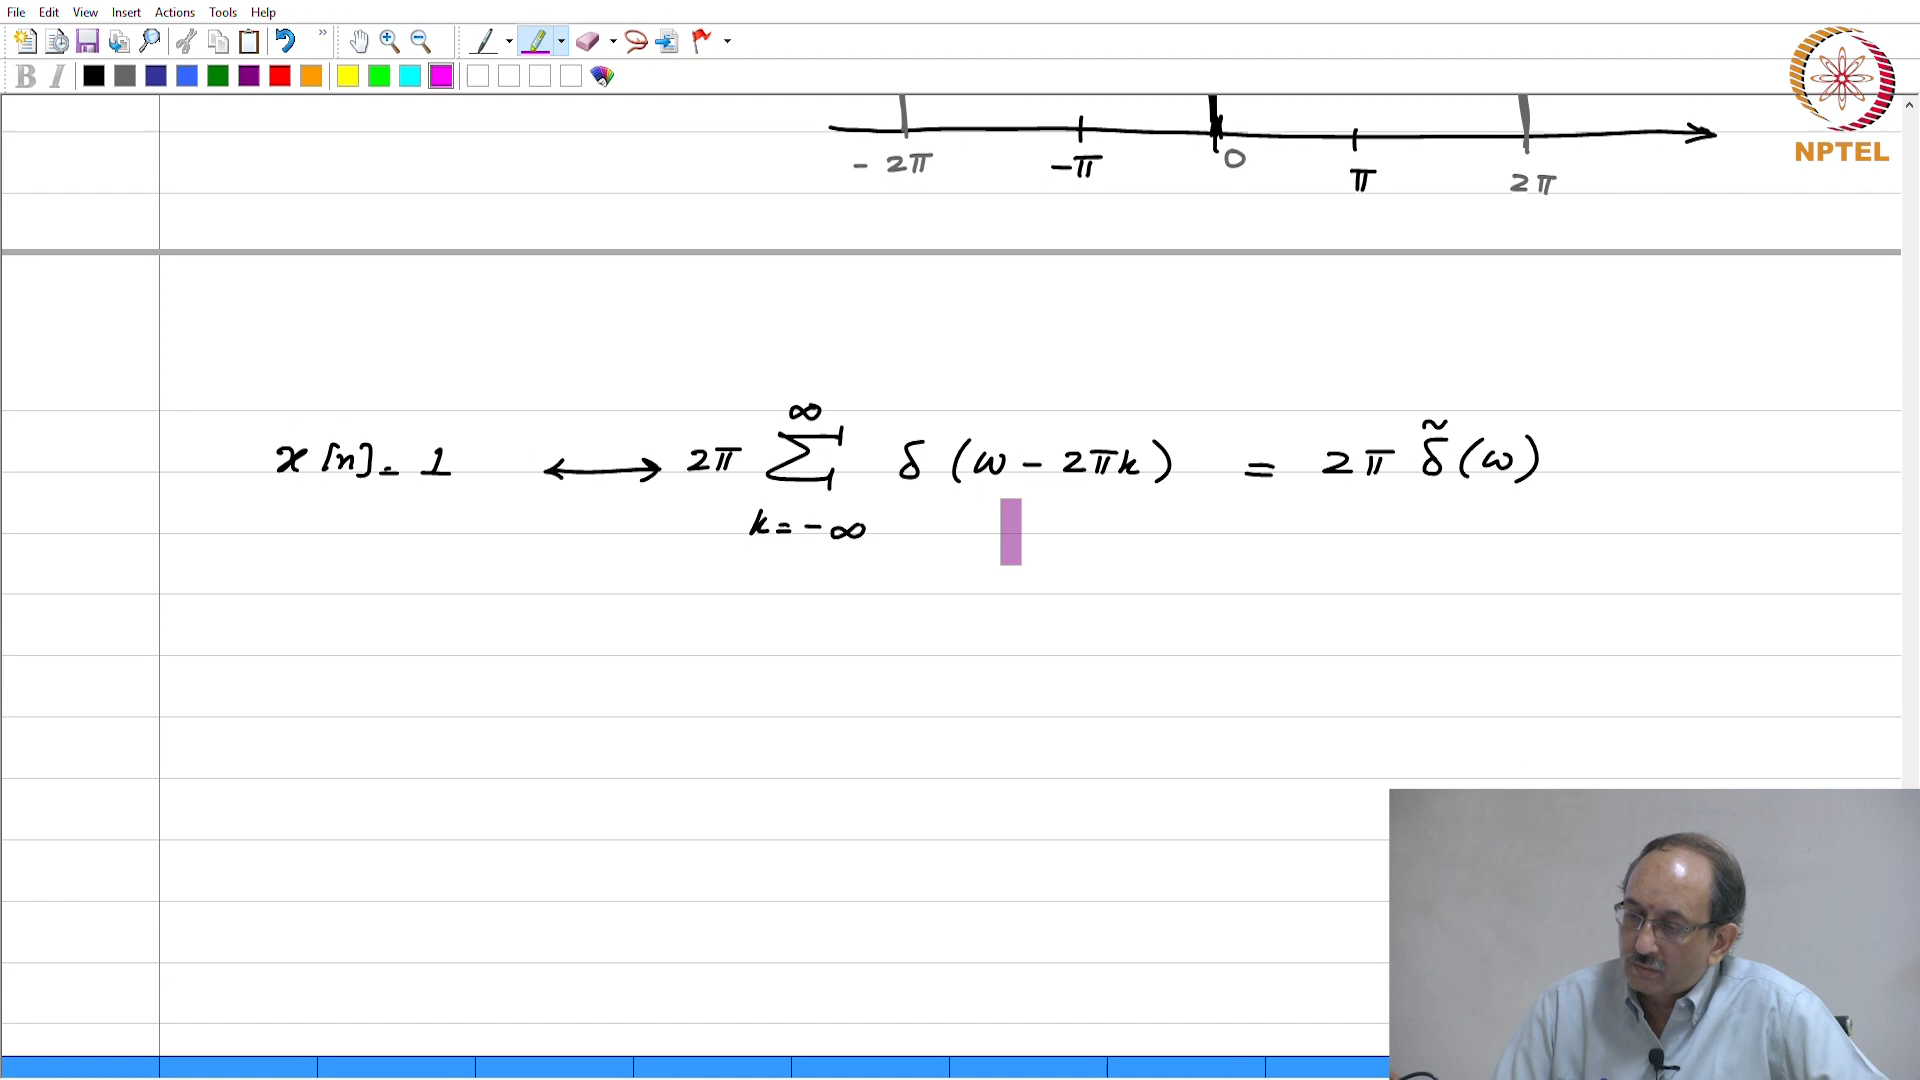 File Edit View Insert Actions Tools Help
B I
NPTEL
- 2π -π 0 π 2π
x[n] = 1 ⟷ 2π ∑_{k=-∞}^{∞} δ(ω - 2πk) = 2π δ̃(ω)